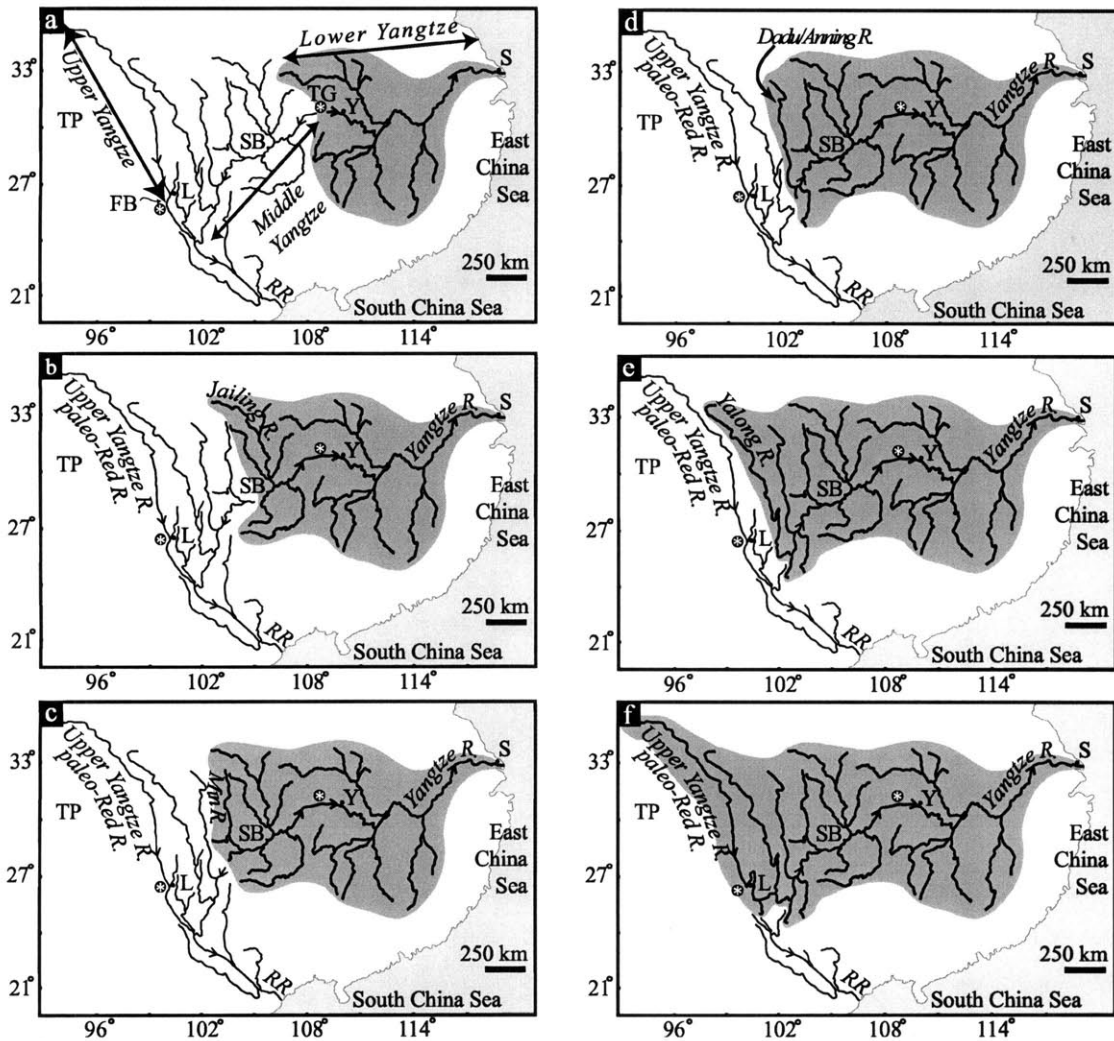 a
Lower Yangtze
33°
Upper Yangtze
TP
TG
Y
S
SB
East
China
Sea
27°
L
FB
Middle
Yangtze
250 km
21°
RR
South China Sea
96°
102°
108°
114°
b
Jailing R.
33°
Upper Yangtze R.
paleo-Red R.
TP
Yangtze R.
S
Y
SB
East
China
Sea
27°
L
250 km
21°
RR
South China Sea
96°
102°
108°
114°
c
33°
Upper Yangtze R.
paleo-Red R.
TP
Min R.
Yangtze R.
S
Y
SB
East
China
Sea
27°
L
250 km
21°
RR
South China Sea
96°
102°
108°
114°
d
Dadu/Anning R.
33°
Upper Yangtze R.
paleo-Red R.
TP
Yangtze R.
S
Y
SB
East
China
Sea
27°
L
250 km
21°
RR
South China Sea
96°
102°
108°
114°
e
33°
Upper Yangtze R.
paleo-Red R.
TP
Yalong R.
Yangtze R.
S
Y
SB
East
China
Sea
27°
L
250 km
21°
RR
South China Sea
96°
102°
108°
114°
f
33°
Upper Yangtze R.
paleo-Red R.
TP
Yangtze R.
S
Y
SB
East
China
Sea
27°
L
250 km
21°
RR
South China Sea
96°
102°
108°
114°